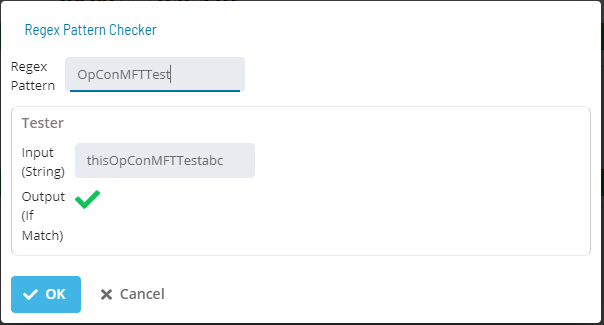 Regex Pattern Checker
Regex
Pattern
OpConMFTTest
Tester
Input
(String)
thisOpConMFTTestabc
Output
(If
Match)
OK
Cancel